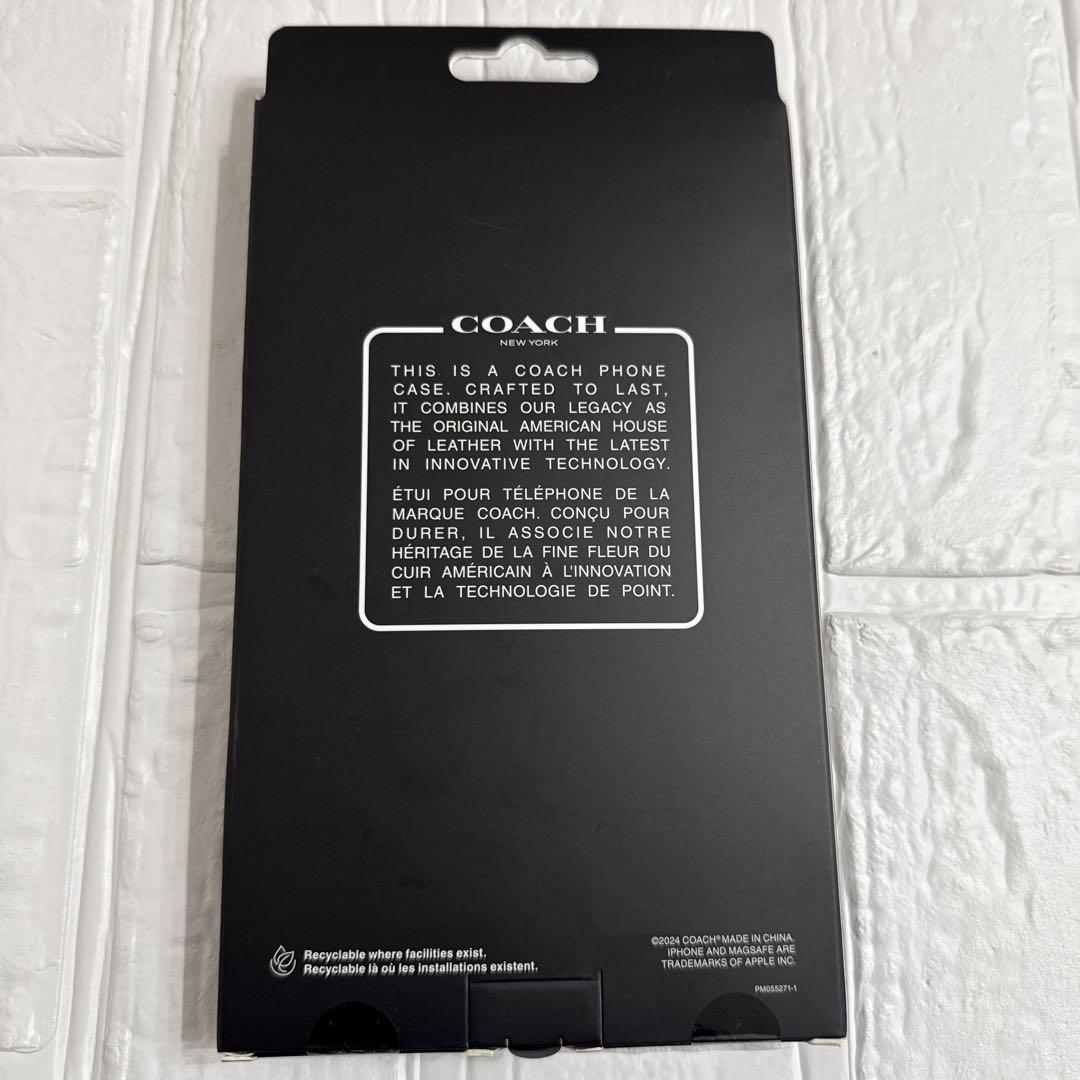 COACH
NEW YORK
THIS IS A COACH PHONE
CASE. CRAFTED TO LAST,
IT COMBINES OUR LEGACY AS
THE ORIGINAL AMERICAN HOUSE
OF LEATHER WITH THE LATEST
IN INNOVATIVE TECHNOLOGY.
ÉTUI POUR TÉLÉPHONE DE LA
MARQUE COACH. CONÇU POUR
DURER, IL ASSOCIE NOTRE
HÉRITAGE DE LA FINE FLEUR DU
CUIR AMÉRICAIN À L'INNOVATION
ET LA TECHNOLOGIE DE POINT.
Recyclable where facilities exist.
Recyclable là où les installations existent.
©2024 COACH® MADE IN CHINA.
IPHONE AND MAGSAFE ARE
TRADEMARKS OF APPLE INC.
PM055271-1